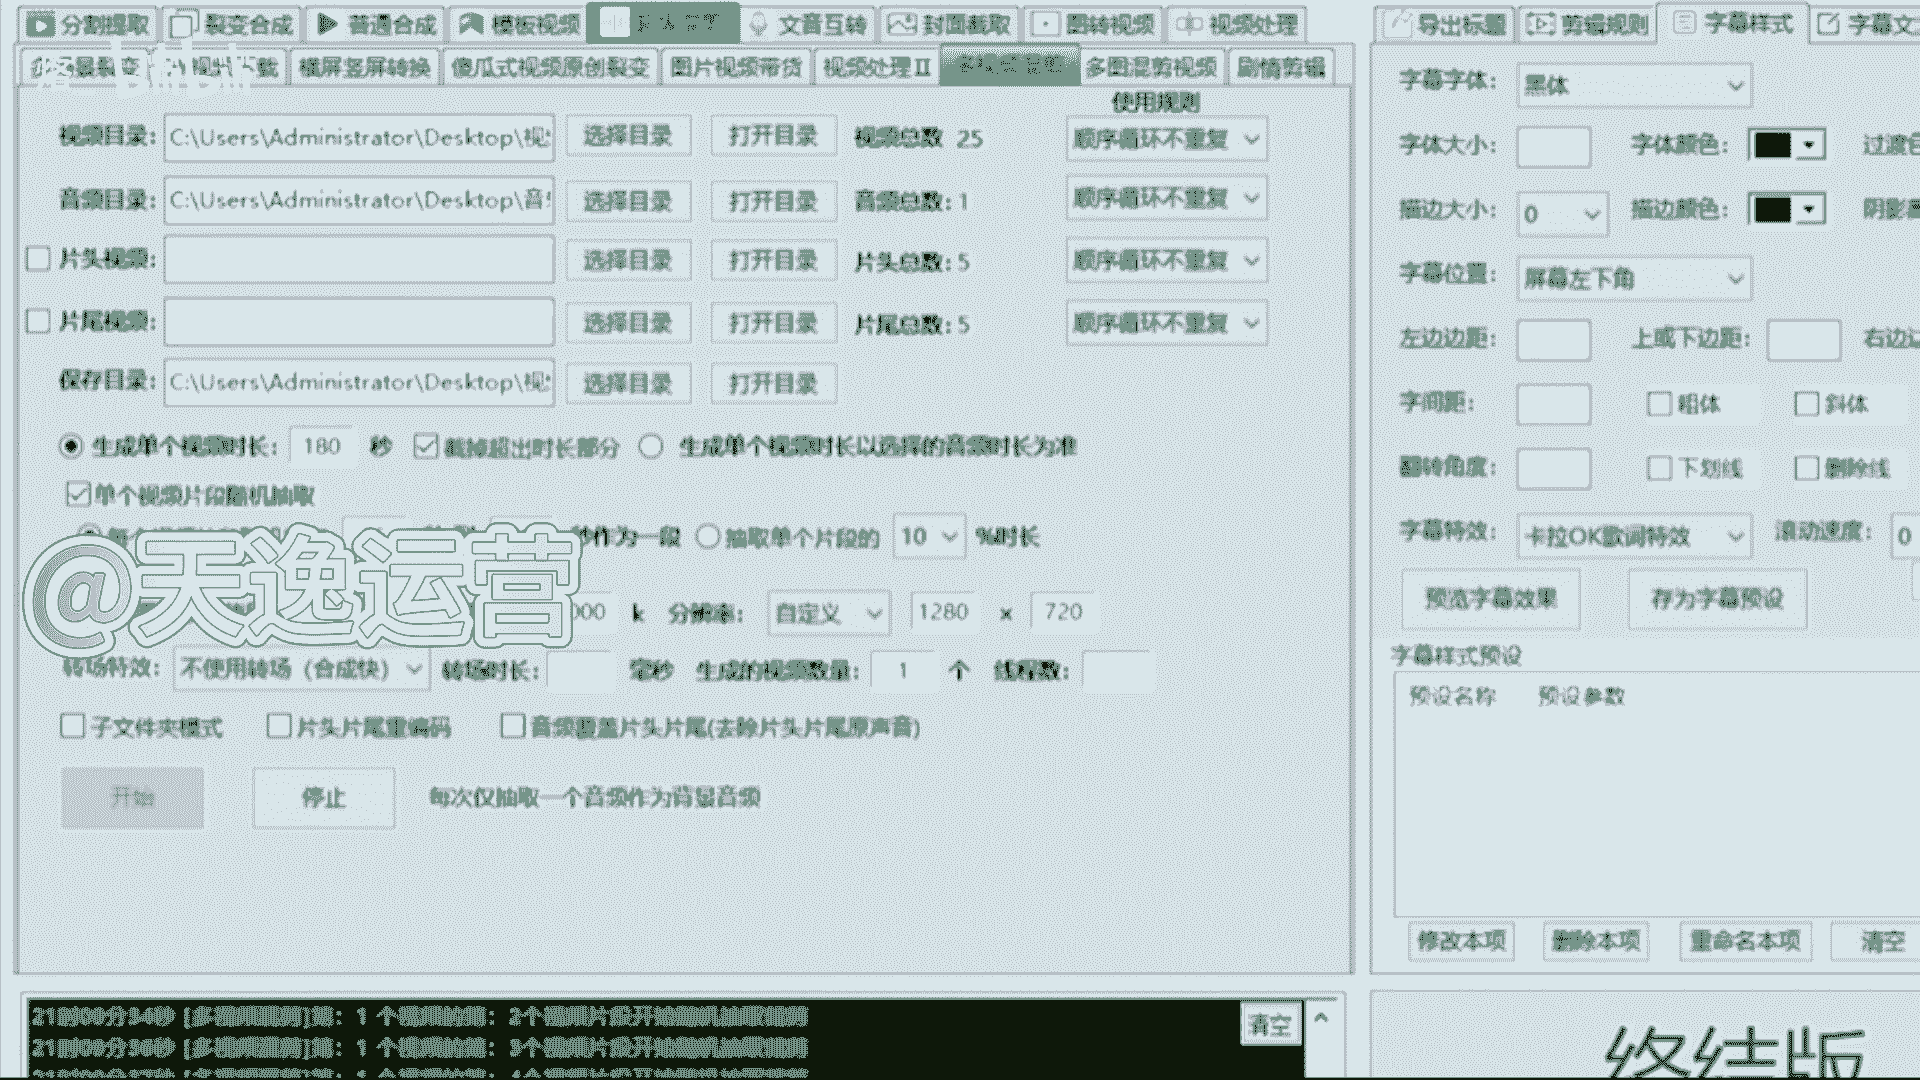 分割提取 裂变合成 普通合成 模板视频 文音互转 封面截取 图转视频 视频处理
横屏竖屏转换 傻瓜式视频原创裂变 图片视频带货 视频处理II 多图混剪视频 剧情剪辑
使用规则
视频目录: C:\Users\Administrator\Desktop\视 选择目录 打开目录 视频总数 25 顺序循环不重复
音频目录: C:\Users\Administrator\Desktop\音 选择目录 打开目录 音频总数: 1 顺序循环不重复
片头视频: 选择目录 打开目录 片头总数: 5 顺序循环不重复
片尾视频: 选择目录 打开目录 片尾总数: 5 顺序循环不重复
保存目录: C:\Users\Administrator\Desktop\视 选择目录 打开目录
生成单个视频时长: 180 秒 截掉超出时长部分 生成单个视频时长以选择的音频时长为准
单个视频片段随机抽取
秒作为一段 抽取单个片段的 10 %时长
@天逸运营
000 k 分辨率: 自定义 1280 x 720
转场特效: 不使用转场（合成快） 转场时长: 毫秒 生成的视频数量: 1 个 线程数:
子文件夹模式 片头片尾重编码 音频覆盖片头片尾(去除片头片尾原声音)
开始 停止 每次仅抽取一个音频作为背景音频
21时09分34秒 [多视频混剪]第: 1 个视频的第: 2个视频片段开始随机抽取视频
21时09分36秒 [多视频混剪]第: 1 个视频的第: 3个视频片段开始随机抽取视频
清空
导出标题 剪辑规则 字幕样式 字幕文
字幕字体: 黑体
字体大小: 字体颜色: 过渡色
描边大小: 0 描边颜色: 阴影
字幕位置: 屏幕左下角
左边边距: 上或下边距: 右边边
字间距: 粗体 斜体
翻转角度: 下划线 删除线
字幕特效: 卡拉OK歌词特效 滚动速度: 0
预览字幕效果 存为字幕预设
字幕样式预设
预设名称 预设参数
修改本项 删除本项 重命名本项 清空
终结版